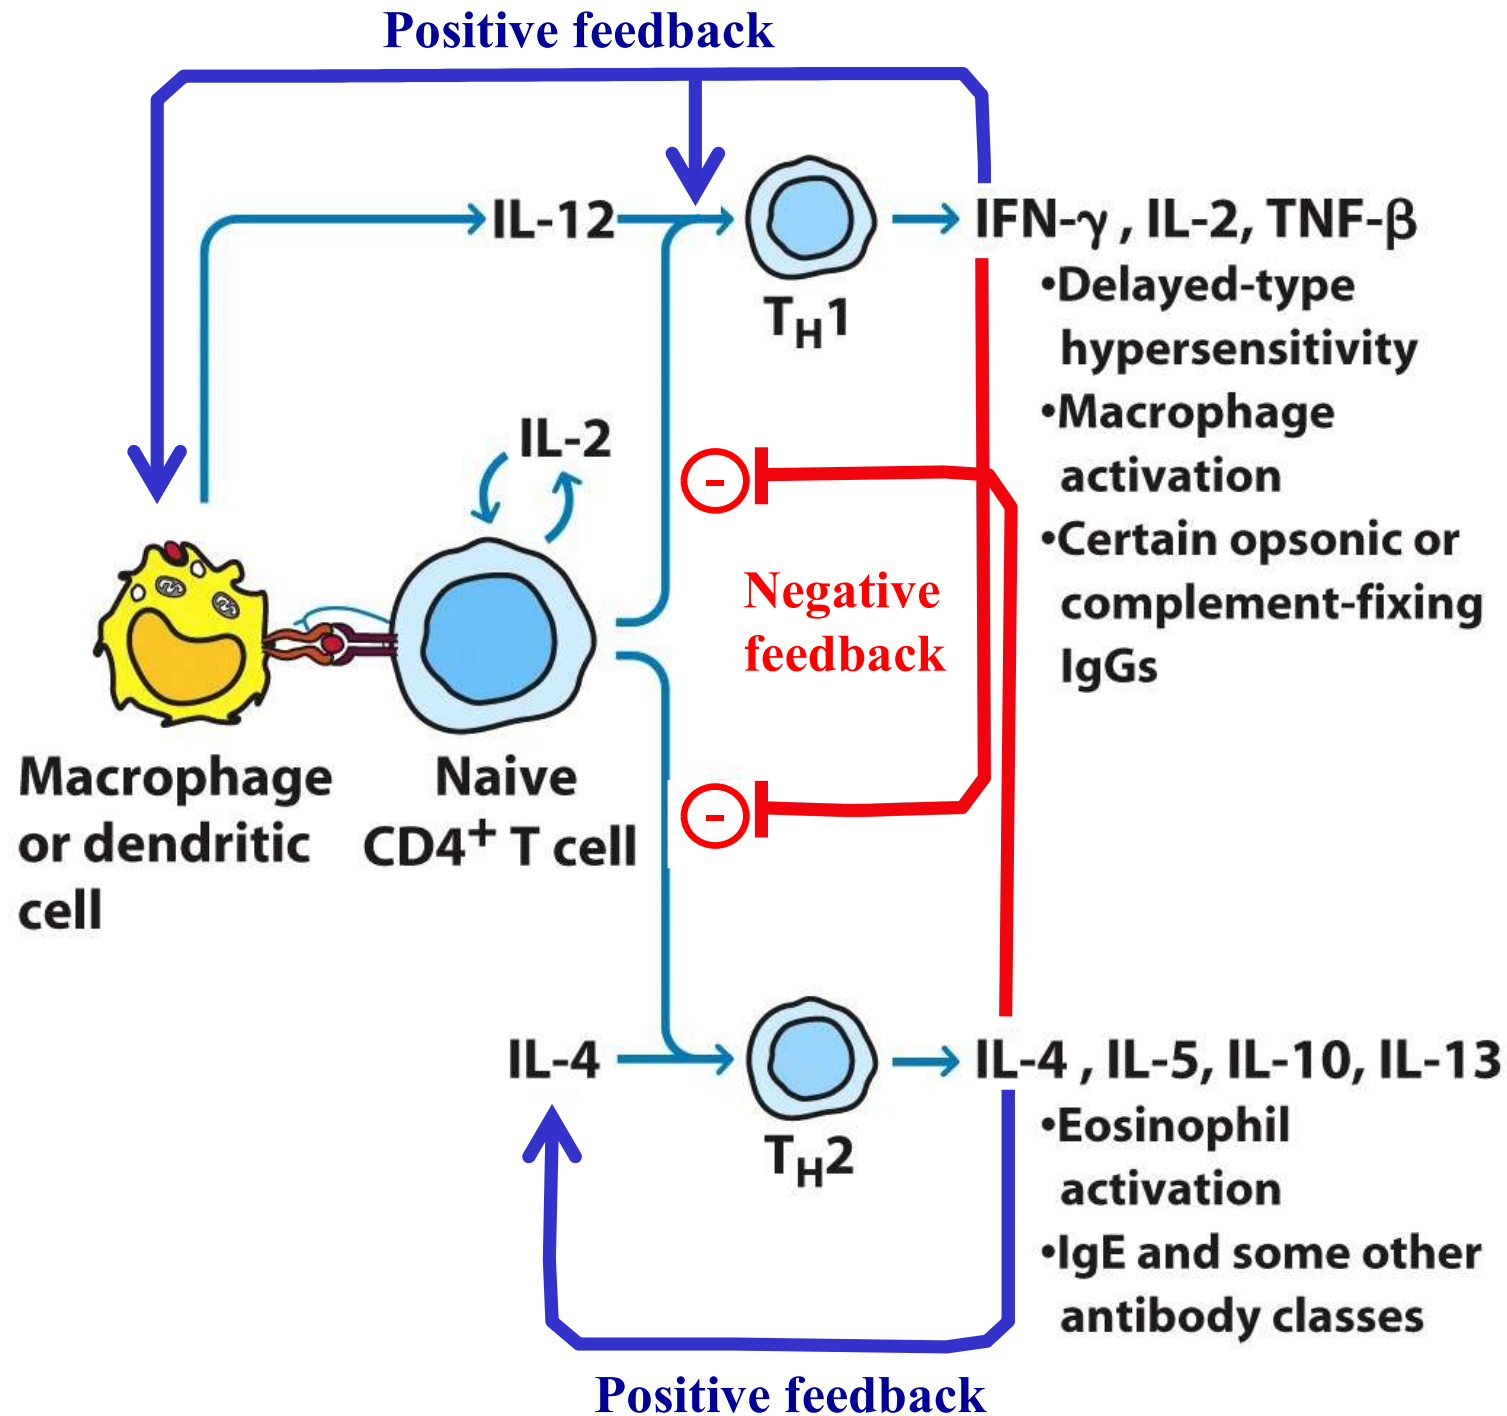 Positive feedback
IL-12
T_H1
IFN-γ , IL-2, TNF-β
•Delayed-type
hypersensitivity
•Macrophage
activation
•Certain opsonic or
complement-fixing
IgGs
IL-2
-
Negative
feedback
-
Macrophage
or dendritic
cell
Naive
CD4⁺ T cell
IL-4
T_H2
IL-4 , IL-5, IL-10, IL-13
•Eosinophil
activation
•IgE and some other
antibody classes
Positive feedback